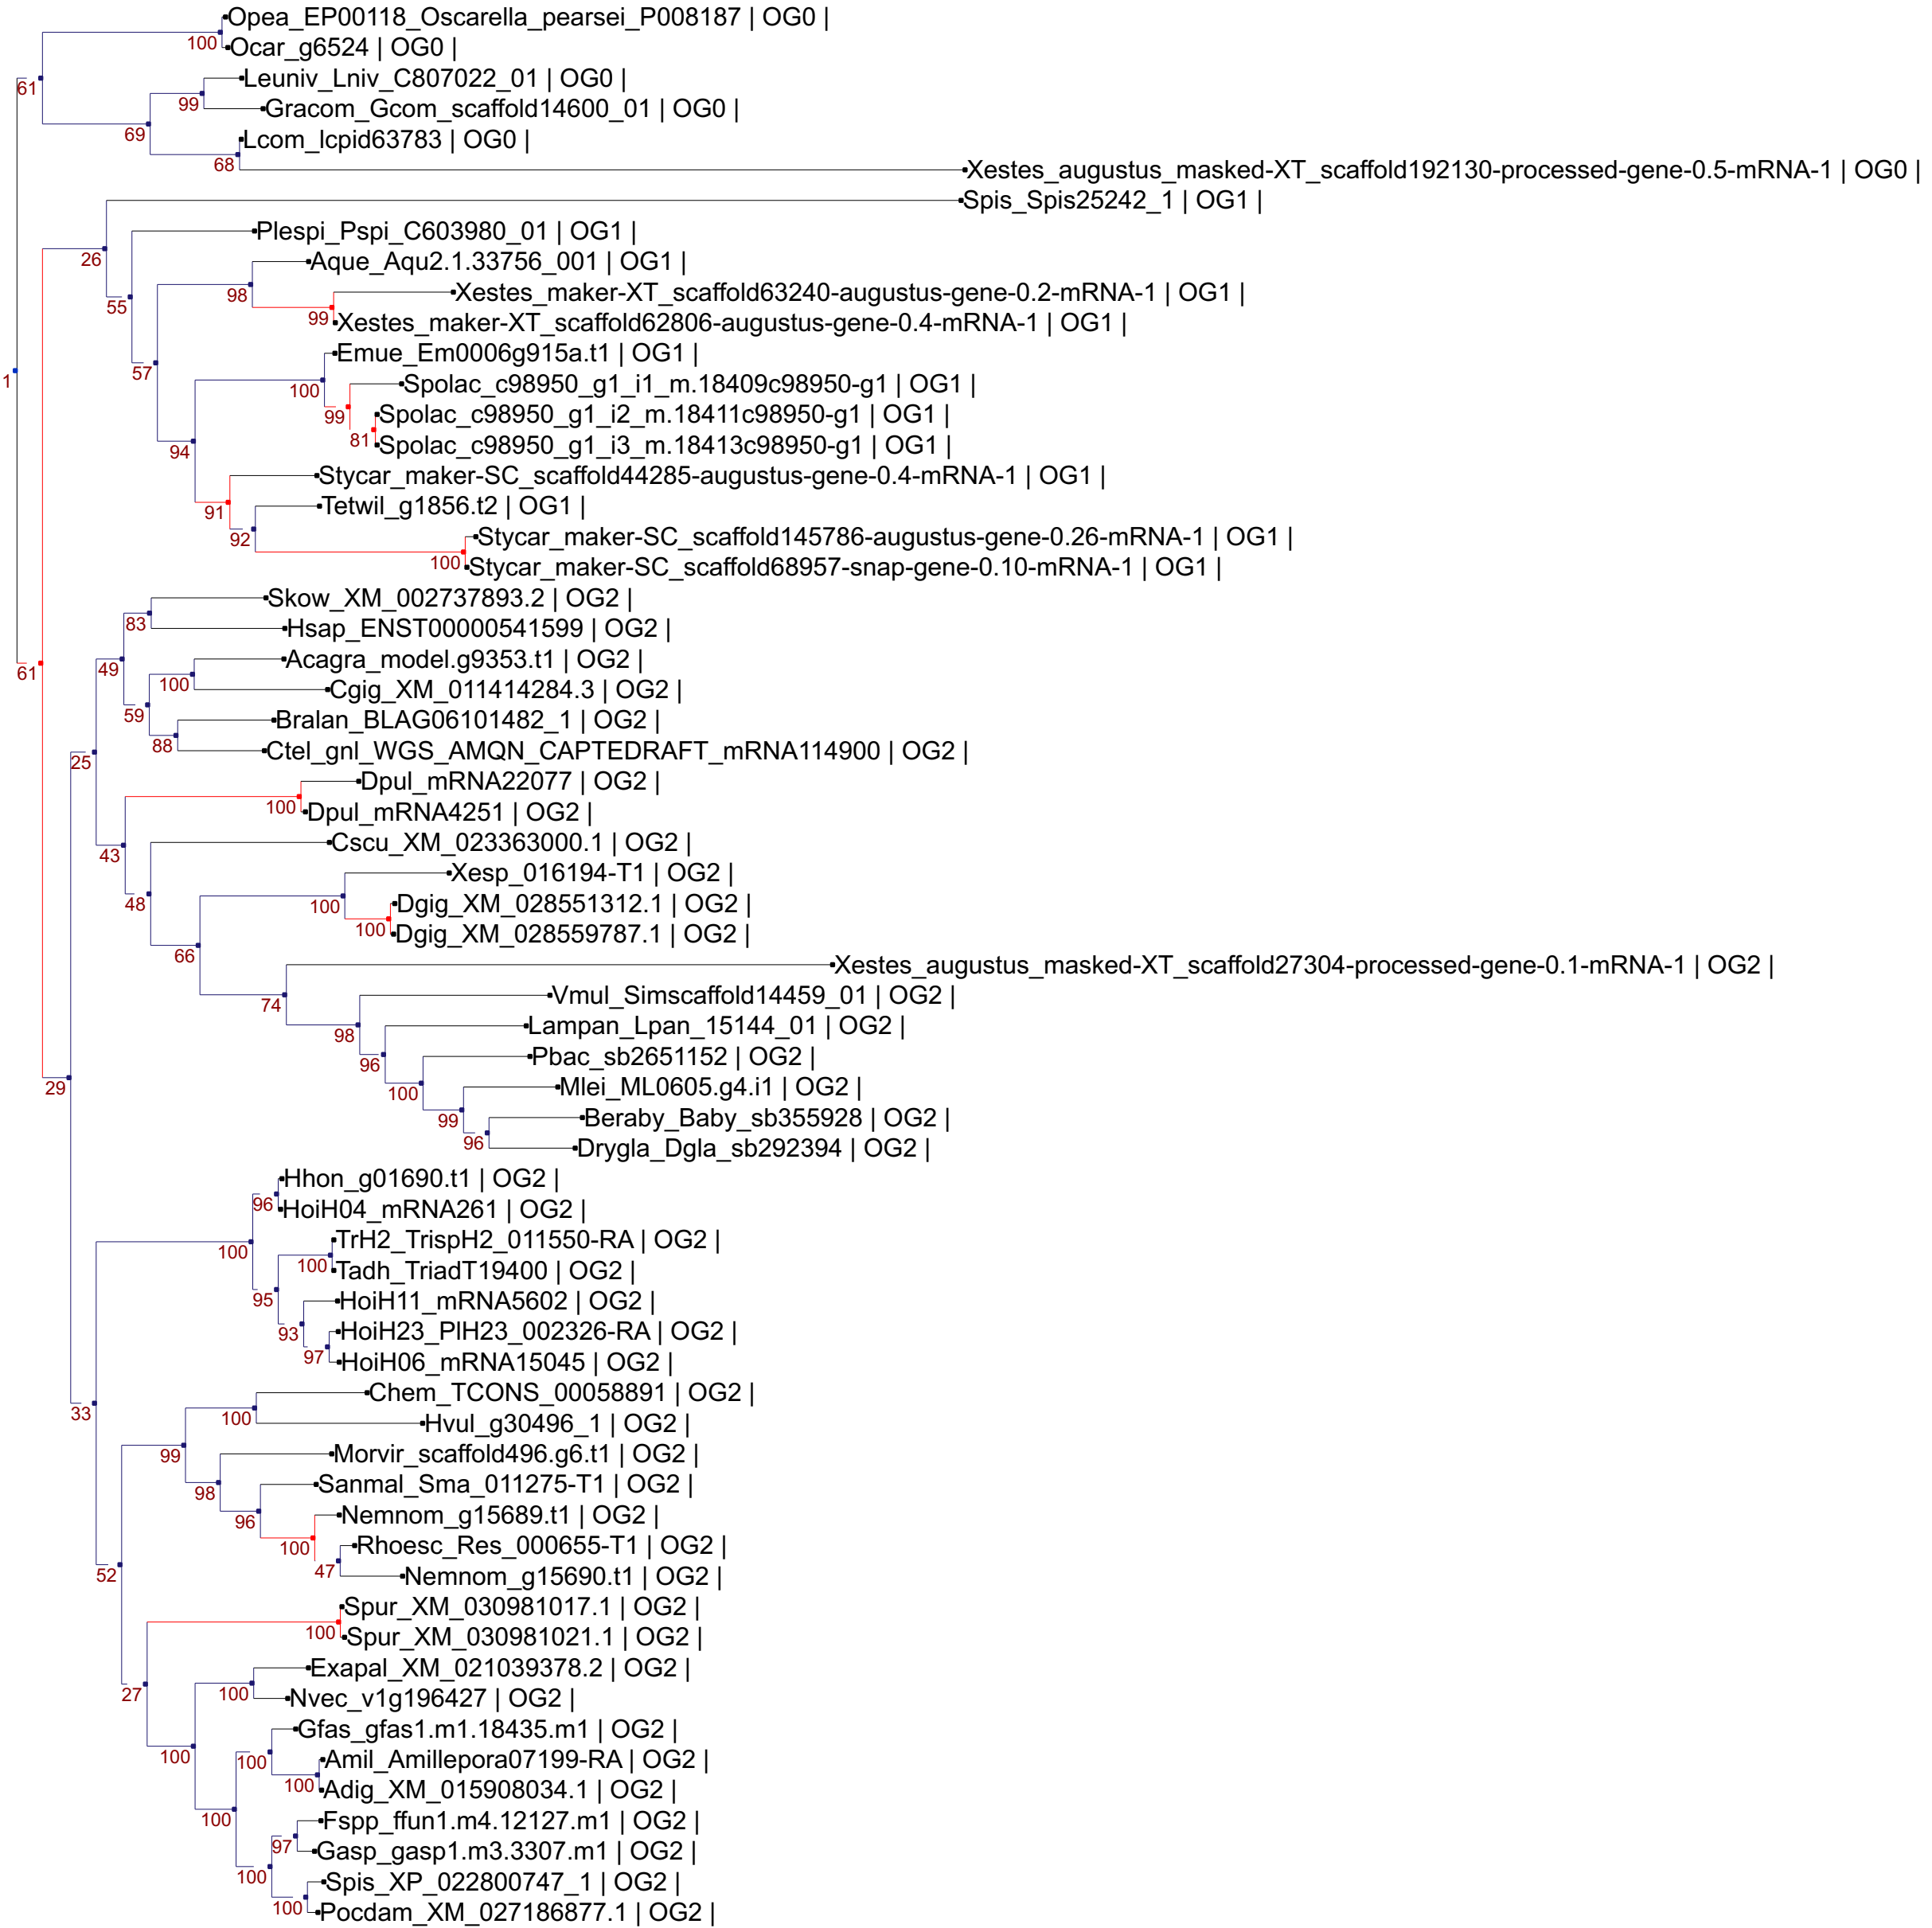 Opea_EP00118_Oscarella_pearsei_P008187 | OG0 |
100
Ocar_g6524 | OG0 |
61
Leuniv_Lniv_C807022_01 | OG0 |
99
Gracom_Gcom_scaffold14600_01 | OG0 |
69
Lcom_lcpid63783 | OG0 |
68
Xestes_augustus_masked-XT_scaffold192130-processed-gene-0.5-mRNA-1 | OG0 |
Spis_Spis25242_1 | OG1 |
Plespi_Pspi_C603980_01 | OG1 |
26
Aque_Aqu2.1.33756_001 | OG1 |
98
Xestes_maker-XT_scaffold63240-augustus-gene-0.2-mRNA-1 | OG1 |
55
99
Xestes_maker-XT_scaffold62806-augustus-gene-0.4-mRNA-1 | OG1 |
Emue_Em0006g915a.t1 | OG1 |
1
57
100
Spolac_c98950_g1_i1_m.18409c98950-g1 | OG1 |
99
Spolac_c98950_g1_i2_m.18411c98950-g1 | OG1 |
81
Spolac_c98950_g1_i3_m.18413c98950-g1 | OG1 |
94
Stycar_maker-SC_scaffold44285-augustus-gene-0.4-mRNA-1 | OG1 |
91
Tetwil_g1856.t2 | OG1 |
92
Stycar_maker-SC_scaffold145786-augustus-gene-0.26-mRNA-1 | OG1 |
100
Stycar_maker-SC_scaffold68957-snap-gene-0.10-mRNA-1 | OG1 |
Skow_XM_002737893.2 | OG2 |
83
Hsap_ENST00000541599 | OG2 |
61
49
Acagra_model.g9353.t1 | OG2 |
100
Cgig_XM_011414284.3 | OG2 |
59
Bralan_BLAG06101482_1 | OG2 |
88
Ctel_gnl_WGS_AMQN_CAPTEDRAFT_mRNA114900 | OG2 |
25
Dpul_mRNA22077 | OG2 |
100
Dpul_mRNA4251 | OG2 |
43
Cscu_XM_023363000.1 | OG2 |
Xesp_016194-T1 | OG2 |
48
100
Dgig_XM_028551312.1 | OG2 |
100
Dgig_XM_028559787.1 | OG2 |
66
Xestes_augustus_masked-XT_scaffold27304-processed-gene-0.1-mRNA-1 | OG2 |
74
Vmul_Simscaffold14459_01 | OG2 |
98
Lampan_Lpan_15144_01 | OG2 |
96
Pbac_sb2651152 | OG2 |
29
100
Mlei_ML0605.g4.i1 | OG2 |
99
Beraby_Baby_sb355928 | OG2 |
96
Drygla_Dgla_sb292394 | OG2 |
Hhon_g01690.t1 | OG2 |
96
HoiH04_mRNA261 | OG2 |
100
TrH2_TrispH2_011550-RA | OG2 |
100
Tadh_TriadT19400 | OG2 |
95
HoiH11_mRNA5602 | OG2 |
93
HoiH23_PlH23_002326-RA | OG2 |
97
HoiH06_mRNA15045 | OG2 |
Chem_TCONS_00058891 | OG2 |
33
100
Hvul_g30496_1 | OG2 |
99
Morvir_scaffold496.g6.t1 | OG2 |
98
Sanmal_Sma_011275-T1 | OG2 |
96
Nemnom_g15689.t1 | OG2 |
100
Rhoesc_Res_000655-T1 | OG2 |
52
47
Nemnom_g15690.t1 | OG2 |
Spur_XM_030981017.1 | OG2 |
100
Spur_XM_030981021.1 | OG2 |
Exapal_XM_021039378.2 | OG2 |
27
100
Nvec_v1g196427 | OG2 |
Gfas_gfas1.m1.18435.m1 | OG2 |
100
100
Amil_Amillepora07199-RA | OG2 |
100
Adig_XM_015908034.1 | OG2 |
100
Fspp_ffun1.m4.12127.m1 | OG2 |
97
Gasp_gasp1.m3.3307.m1 | OG2 |
100
Spis_XP_022800747_1 | OG2 |
100
Pocdam_XM_027186877.1 | OG2 |